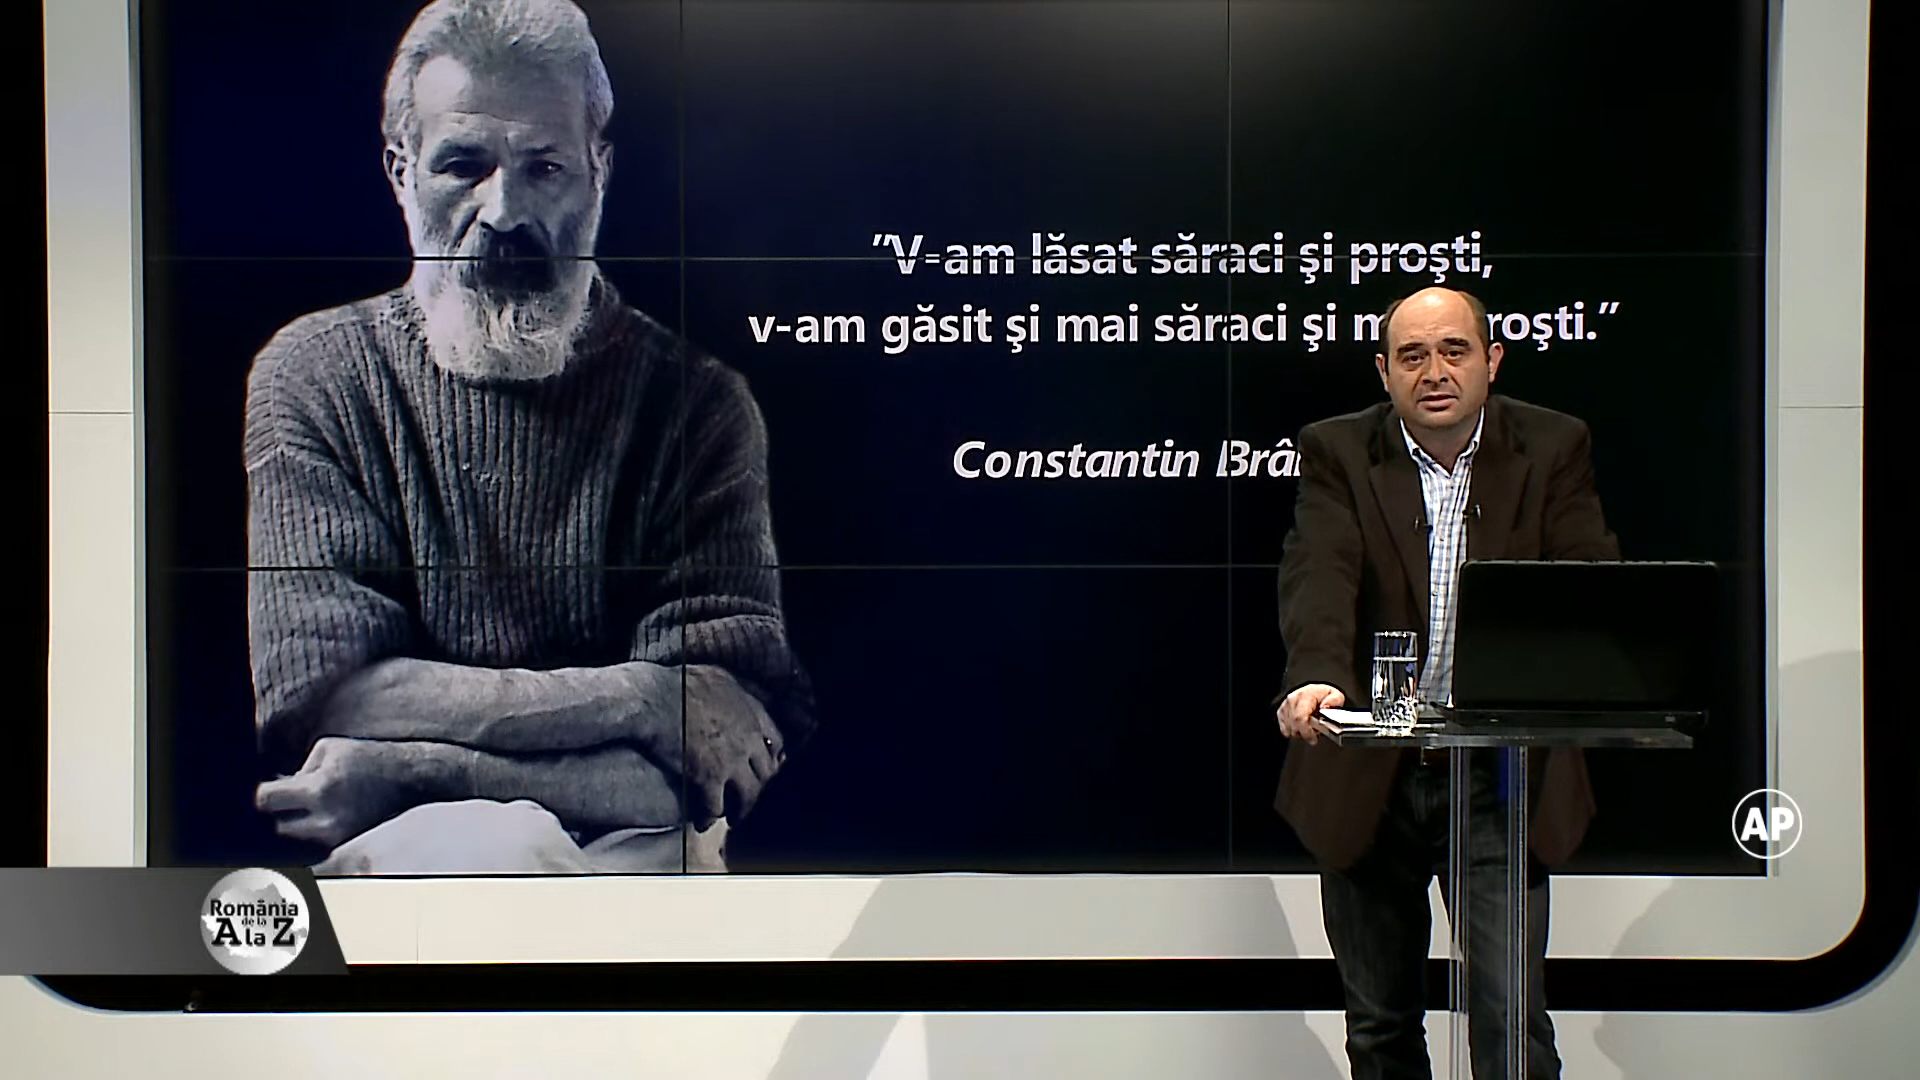 ”V-am lăsat săraci şi proşti,
v-am găsit şi mai săraci şi
Constantin
AP
România
de la
A la Z